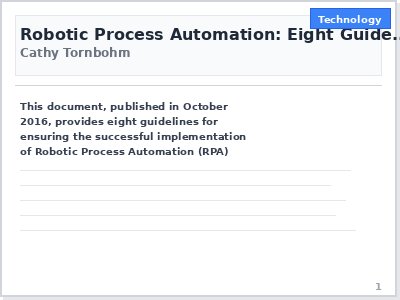 Technology
Robotic Process Automation: Eight Guide..
Cathy Tornbohm
This document, published in October
2016, provides eight guidelines for
ensuring the successful implementation
of Robotic Process Automation (RPA)
1